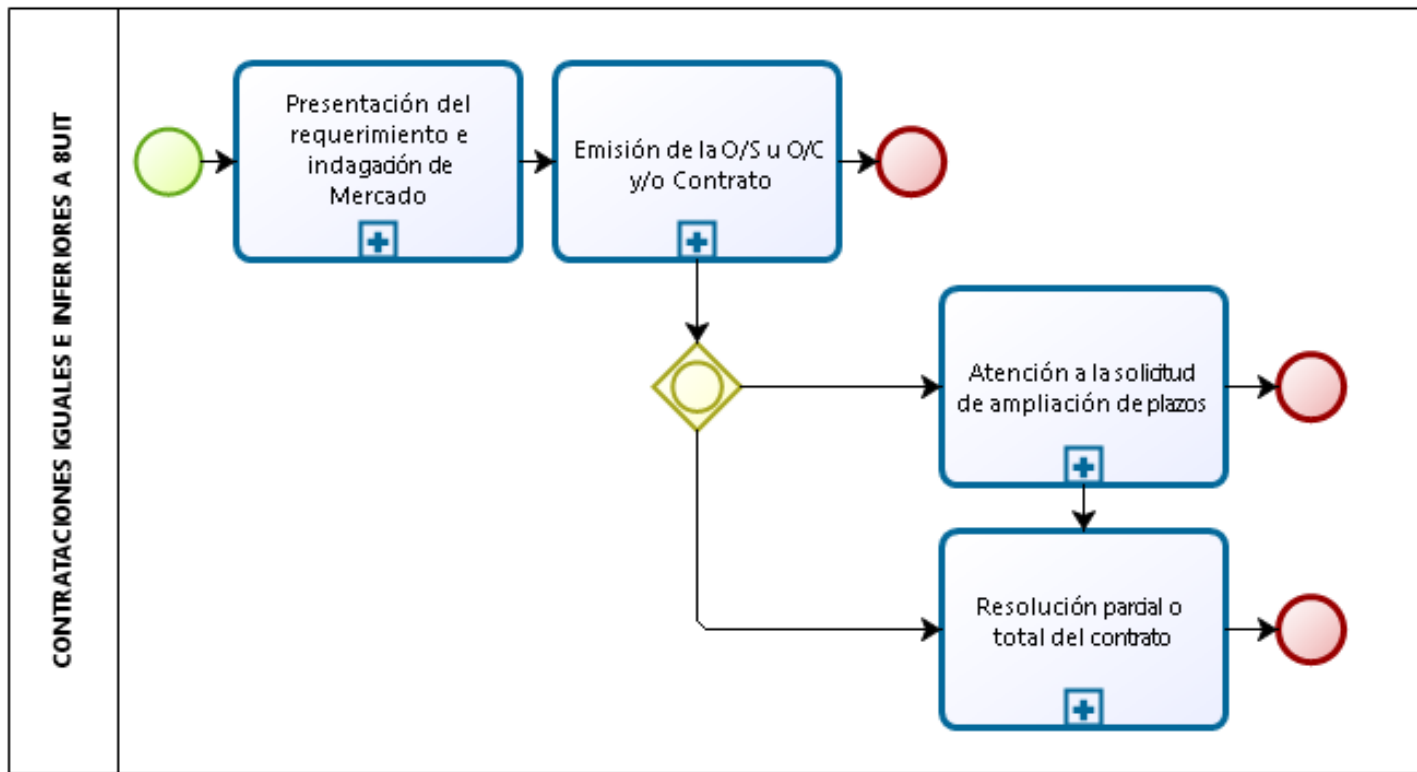 CONTRATACIONES IGUALES E INFERIORES A 8UIT
Presentación del
requerimiento e
indagación de
Mercado
Emisión de la O/S u O/C
y/o Contrato
Atención a la solicitud
de ampliación de plazos
Resolución parcial o
total del contrato